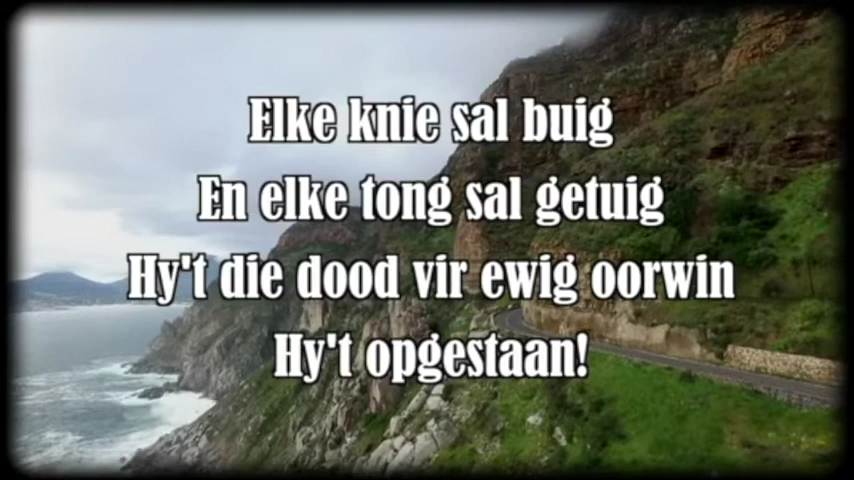 Elke knie sal buig
En elke tong sal getuig
Hy't die dood vir ewig oorwin
Hy't opgestaan!